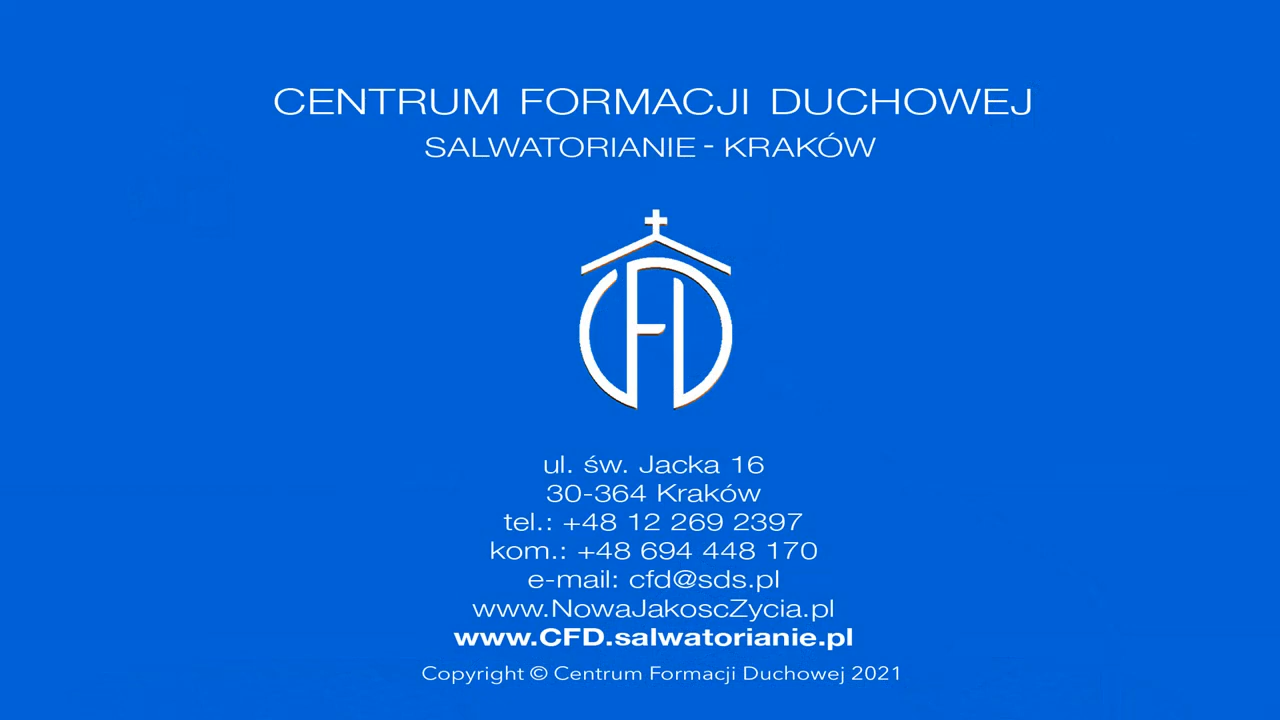 CENTRUM FORMACJI DUCHOWEJ
SALWATORIANIE - KRAKÓW
CFD
ul. św. Jacka 16
30-364 Kraków
tel.: +48 12 269 2397
kom.: +48 694 448 170
e-mail: cfd@sds.pl
www.NowaJakoscZycia.pl
www.CFD.salwatorianie.pl
Copyright © Centrum Formacji Duchowej 2021